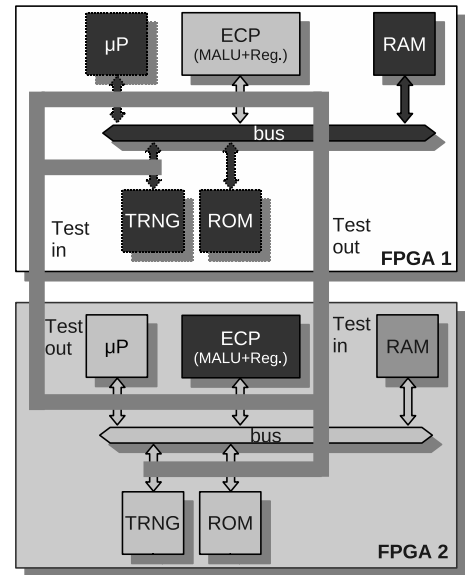 µP
ECP
(MALU+Reg.)
RAM
bus
TRNG
ROM
Test
in
Test
out
FPGA 1
Test
out
µP
ECP
(MALU+Reg.)
Test
in
RAM
bus
TRNG
ROM
FPGA 2